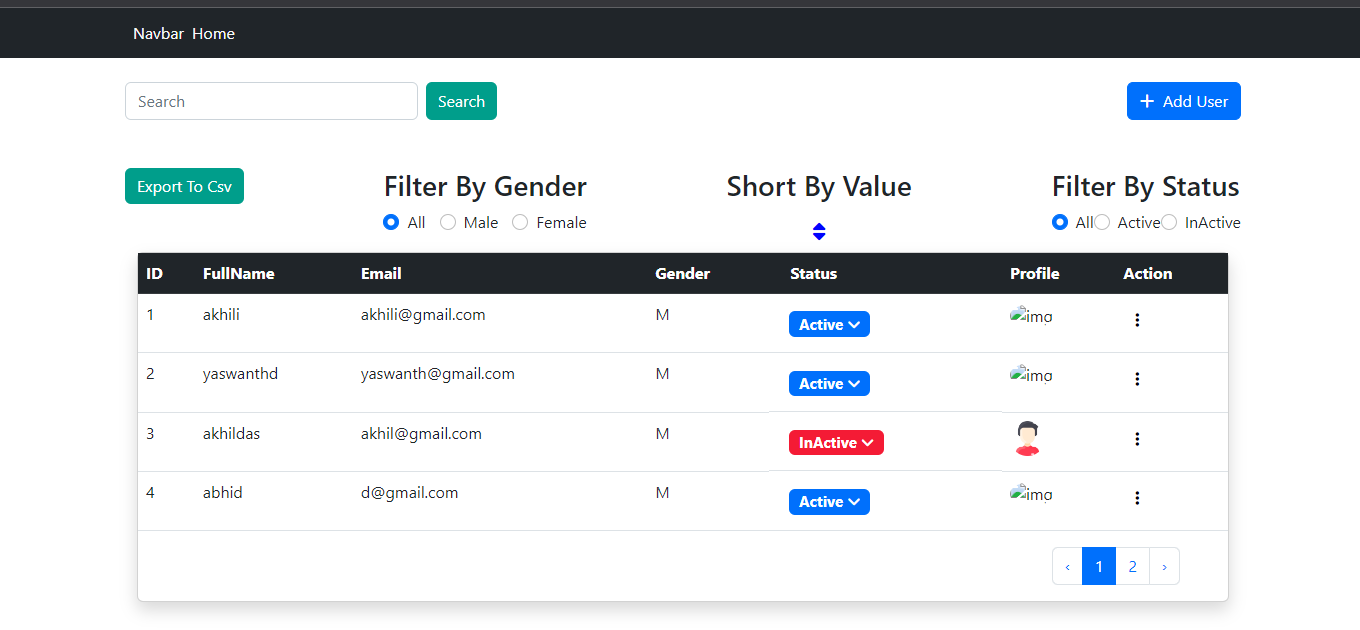 Navbar Home
Search Search + Add User
Export To Csv Filter By Gender Short By Value Filter By Status
All Male Female All Active InActive
ID FullName Email Gender Status Profile Action
1 akhili akhili@gmail.com M Active img
2 yaswanthd yaswanth@gmail.com M Active img
3 akhildas akhil@gmail.com M InActive
4 abhid d@gmail.com M Active img
‹ 1 2 ›